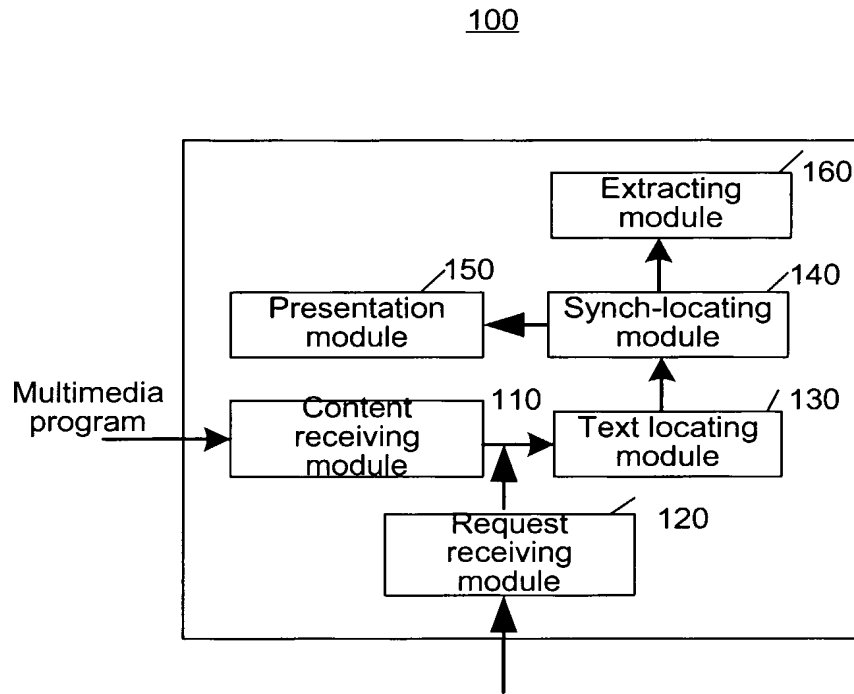 100
160
Extracting
module
150
140
Presentation
module
Synch-locating
module
Multimedia
program
Content
receiving
module
110
130
Text locating
module
Request
receiving
module
120